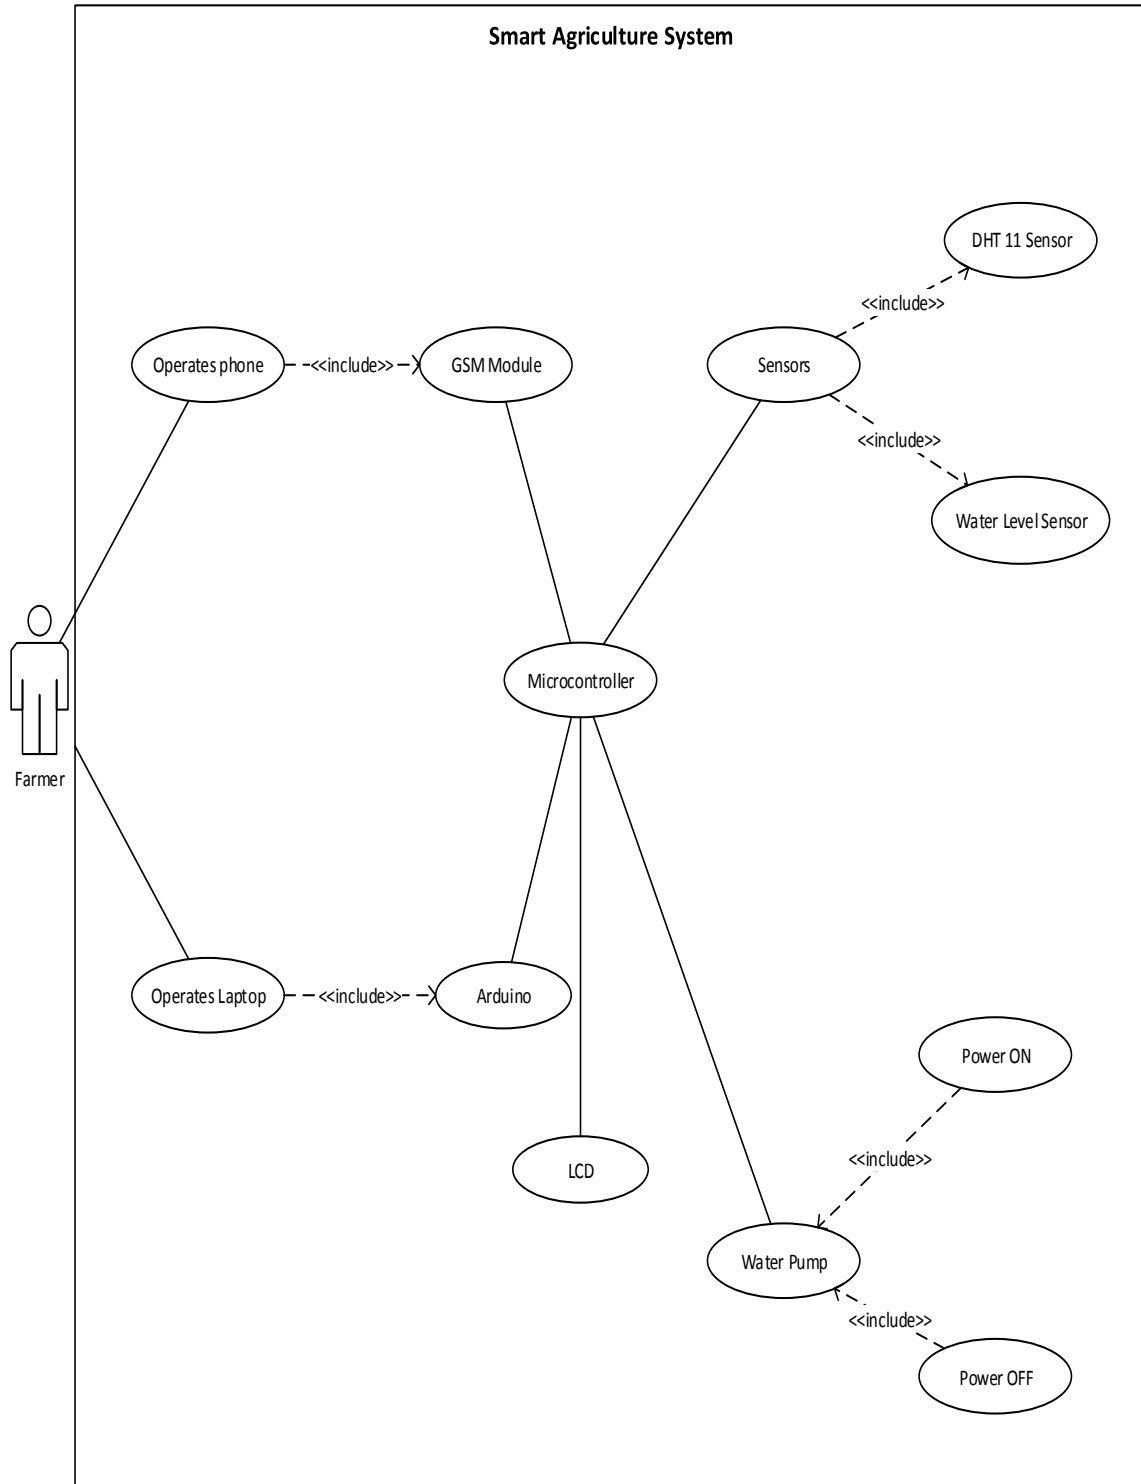 Smart Agriculture System
DHT 11 Sensor
<<include>>
Operates phone
<<include>>
GSM Module
Sensors
<<include>>
Water Level Sensor
Microcontroller
Farmer
Operates Laptop
<<include>>
Arduino
Power ON
<<include>>
LCD
Water Pump
<<include>>
Power OFF